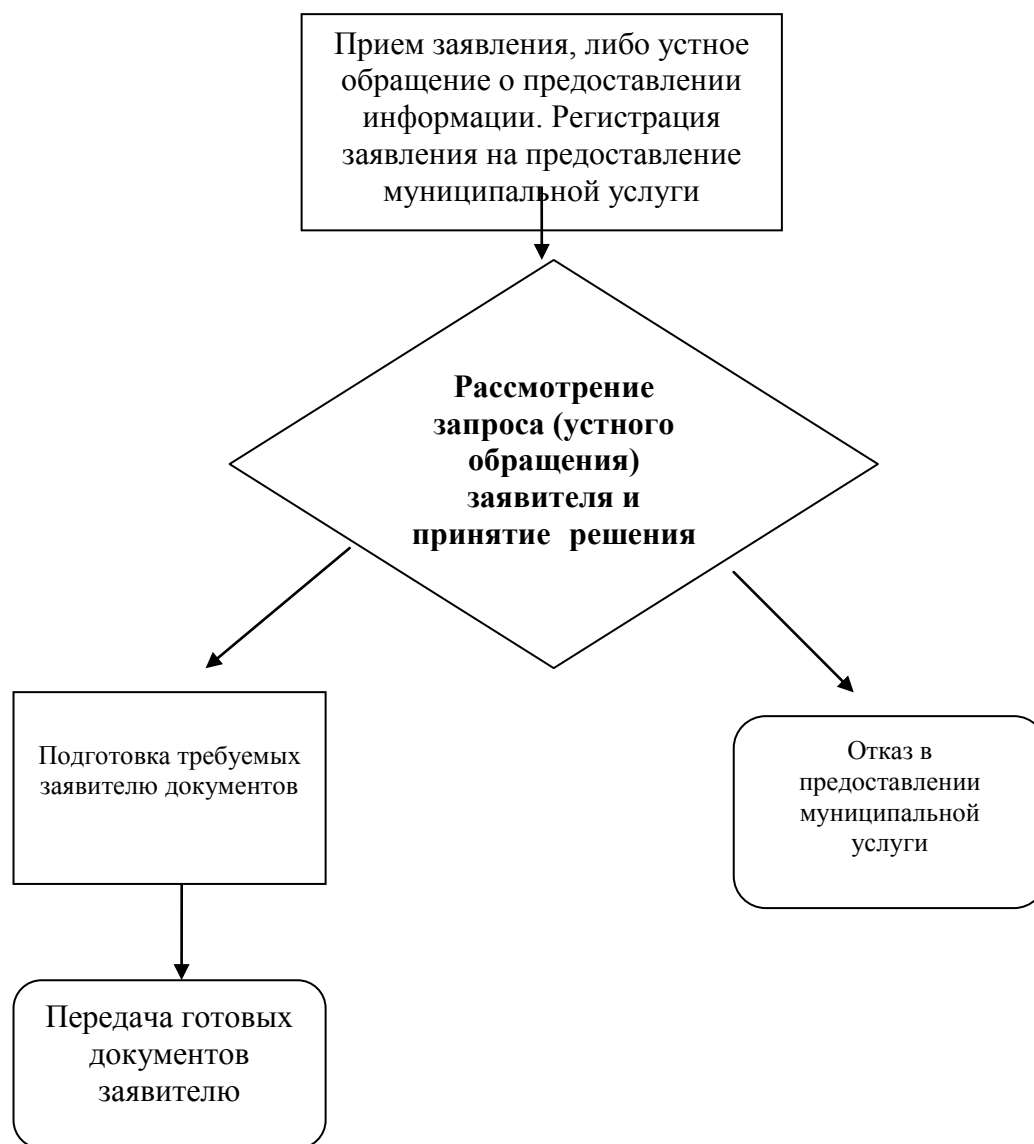 Прием заявления, либо устное
обращение о предоставлении
информации. Регистрация
заявления на предоставление
муниципальной услуги
Рассмотрение
запроса (устного
обращения)
заявителя и
принятие решения
Подготовка требуемых
заявителю документов
Отказ в
предоставлении
муниципальной
услуги
Передача готовых
документов
заявителю